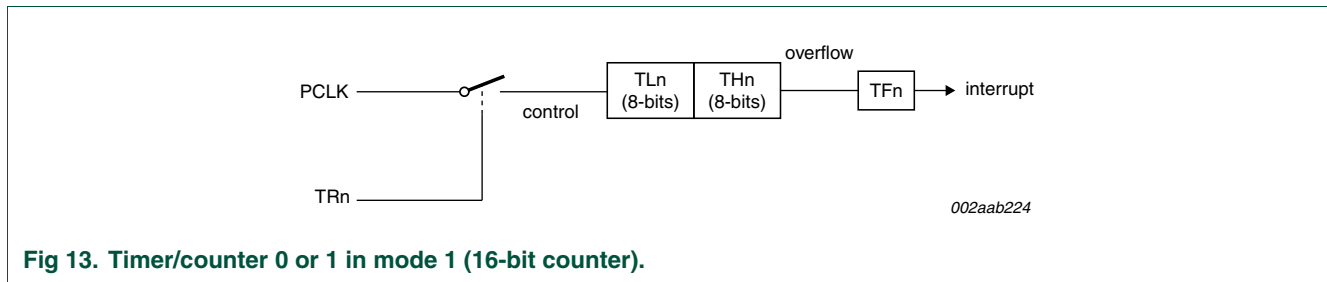 overflow
PCLK
TLn
(8-bits)
THn
(8-bits)
TFn
interrupt
control
TRn
002aab224
Fig 13. Timer/counter 0 or 1 in mode 1 (16-bit counter).